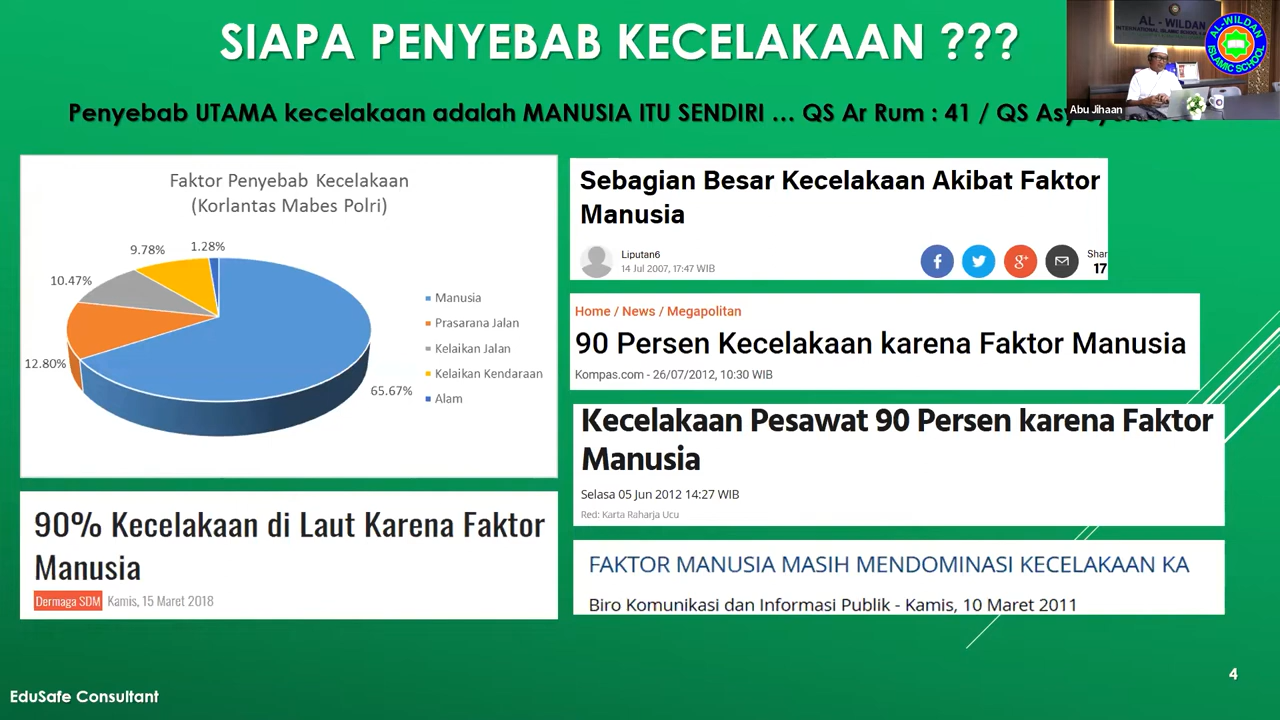 SIAPA PENYEBAB KECELAKAAN ???
AL - WILDAN
INTERNATIONAL ISLAMIC SCHOOL
AL-WILDAN
ISLAMIC SCHOOL
Abu Jihaan
Penyebab UTAMA kecelakaan adalah MANUSIA ITU SENDIRI ... QS Ar Rum : 41 / QS
Faktor Penyebab Kecelakaan
(Korlantas Mabes Polri)
1.28%
9.78%
10.47%
12.80%
65.67%
Manusia
Prasarana Jalan
Kelaikan Jalan
Kelaikan Kendaraan
Alam
90% Kecelakaan di Laut Karena Faktor
Manusia
Dermaga SDM Kamis, 15 Maret 2018
Sebagian Besar Kecelakaan Akibat Faktor
Manusia
Liputan6
14 Jul 2007, 17:47 WIB
Shar
17
Home / News / Megapolitan
90 Persen Kecelakaan karena Faktor Manusia
Kompas.com - 26/07/2012, 10:30 WIB
Kecelakaan Pesawat 90 Persen karena Faktor
Manusia
Selasa 05 Jun 2012 14:27 WIB
Red: Karta Raharja Ucu
FAKTOR MANUSIA MASIH MENDOMINASI KECELAKAAN KA
Biro Komunikasi dan Informasi Publik - Kamis, 10 Maret 2011
4
EduSafe Consultant